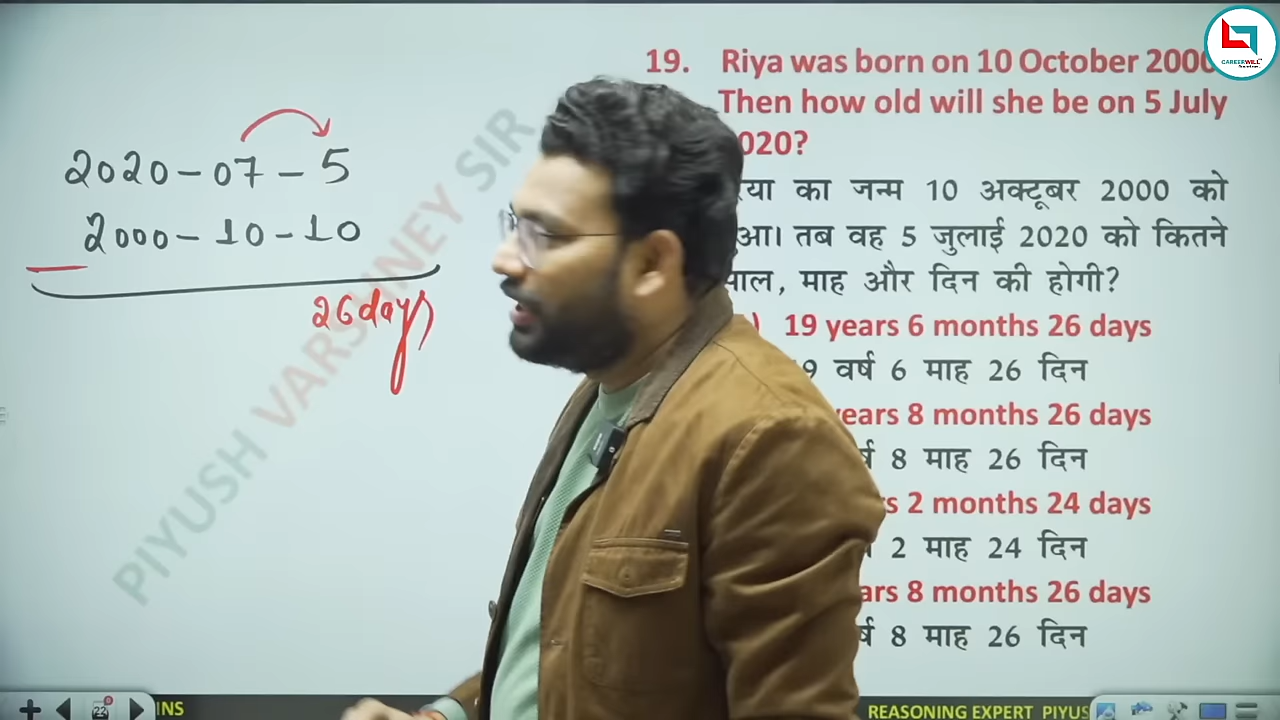 19. Riya was born on 10 October 2000
Then how old will she be on 5 July
020?
का जन्म 10 अक्टूबर 2000 को
तब वह 5 जुलाई 2020 को कितने
साल, माह और दिन की होगी?
19 years 6 months 26 days
9 वर्ष 6 माह 26 दिन
years 8 months 26 days
8 माह 26 दिन
2 months 24 days
2 माह 24 दिन
8 months 26 days
8 माह 26 दिन
2020-07-5
2000-10-10
26 days
PIYUSH VARSHNEY SIR
CAREERWILL
22
INS
REASONING EXPERT PIYUS